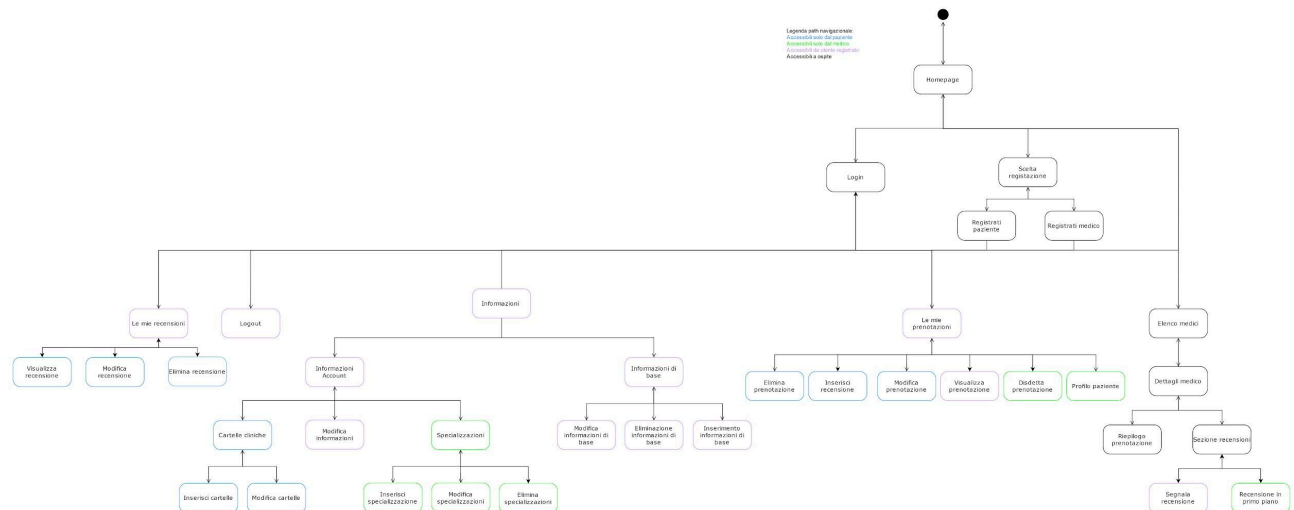 Legenda path navigazionale
Accessibili solo dal paziente
Accessibili solo dal medico
Accessibili da utente registrato
Accessibili a ospite
Homepage
Login
Scelta
registazione
Registrati
paziente
Registrati medico
Le mie recensioni
Logout
Informazioni
Le mie
prenotazioni
Elenco medici
Visualizza
recensione
Modifica
recensione
Elimina recensione
Informazioni
Account
Informazioni di
base
Elimina
prenotazione
Inserisci
recensione
Modifica
prenotazione
Visualizza
prenotazione
Disdetta
prenotazione
Profilo paziente
Dettagli medico
Cartelle cliniche
Modifica
informazioni
Specializzazioni
Modifica
informazioni di
base
Eliminazione
informazioni di
base
Inserimento
informazioni di
base
Riepilogo
prenotazione
Sezione recensioni
Inserisci cartelle
Modifica cartelle
Inserisci
specializzazione
Modifica
specializzazioni
Elimina
specializzazioni
Segnala
recensione
Recensione in
primo piano